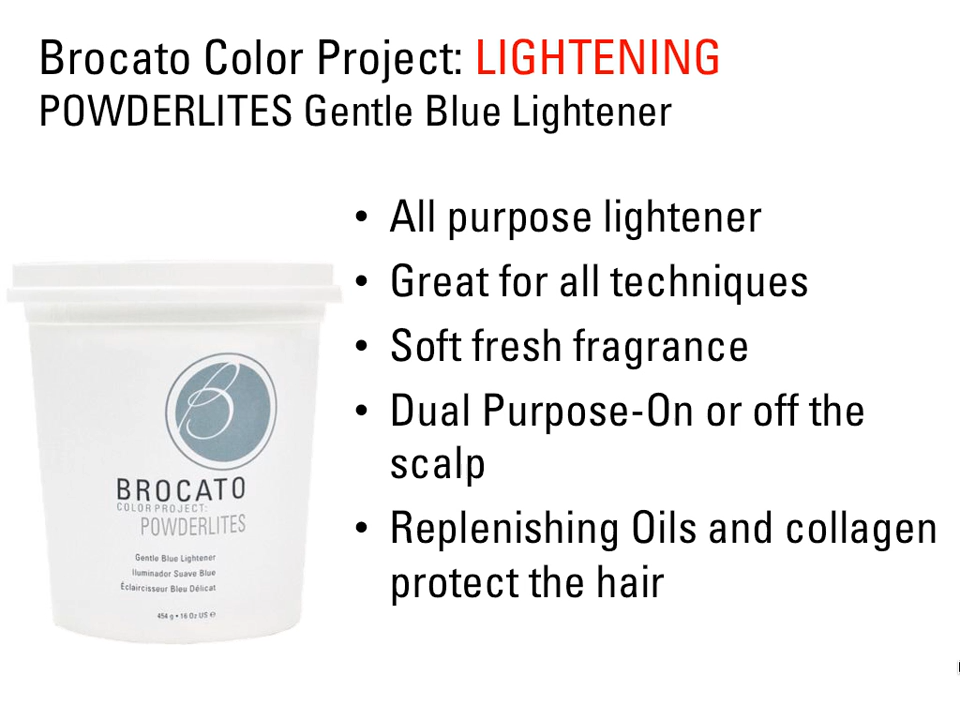 Brocato Color Project: LIGHTENING
POWDERLITES Gentle Blue Lightener
• All purpose lightener
• Great for all techniques
• Soft fresh fragrance
• Dual Purpose-On or off the
scalp
• Replenishing Oils and collagen
protect the hair
B
BROCATO
COLOR PROJECT:
POWDERLITES
Gentle Blue Lightener
Iluminador Suave Blue
Éclaircisseur Bleu Délicat
454 g • 16 Oz US ℮